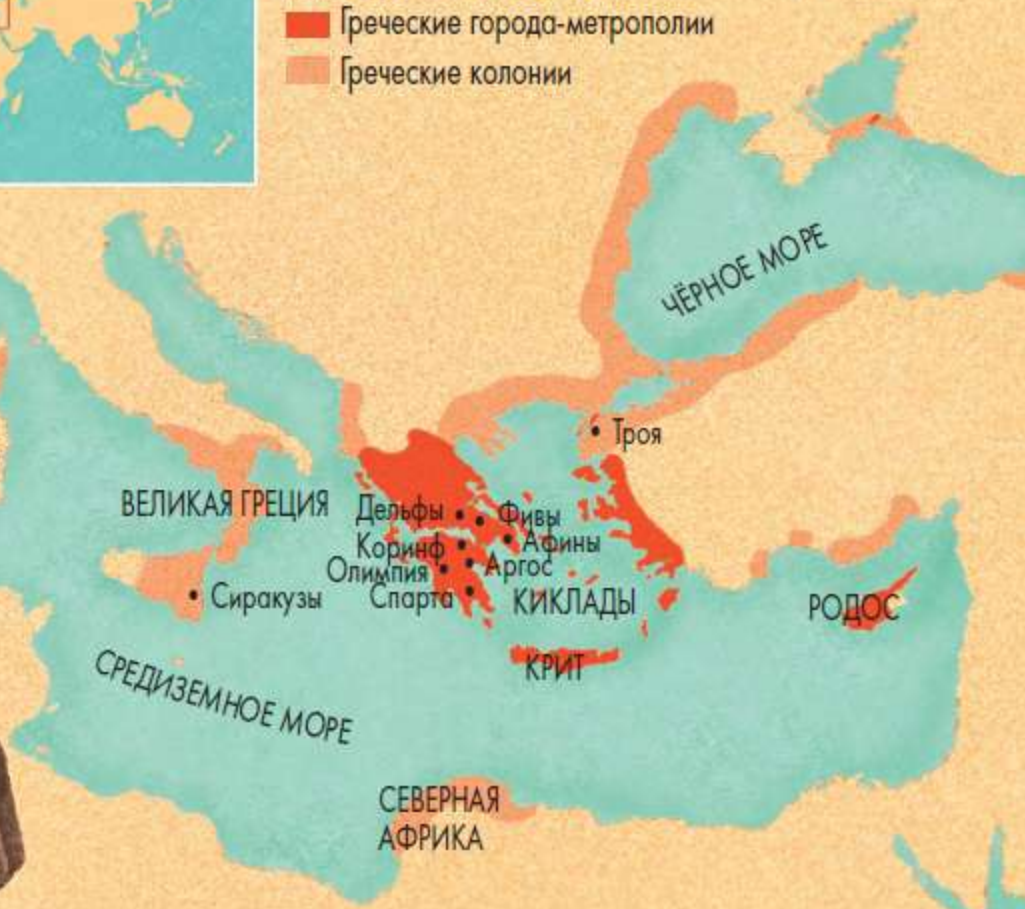 Греческие города-метрополии
Греческие колонии
ЧЁРНОЕ МОРЕ
Троя
ВЕЛИКАЯ ГРЕЦИЯ
Дельфы
Фивы
Коринф
Афины
Олимпия
Аргос
Спарта
КИКЛАДЫ
Сиракузы
РОДОС
КРИТ
СРЕДИЗЕМНОЕ МОРЕ
СЕВЕРНАЯ
АФРИКА